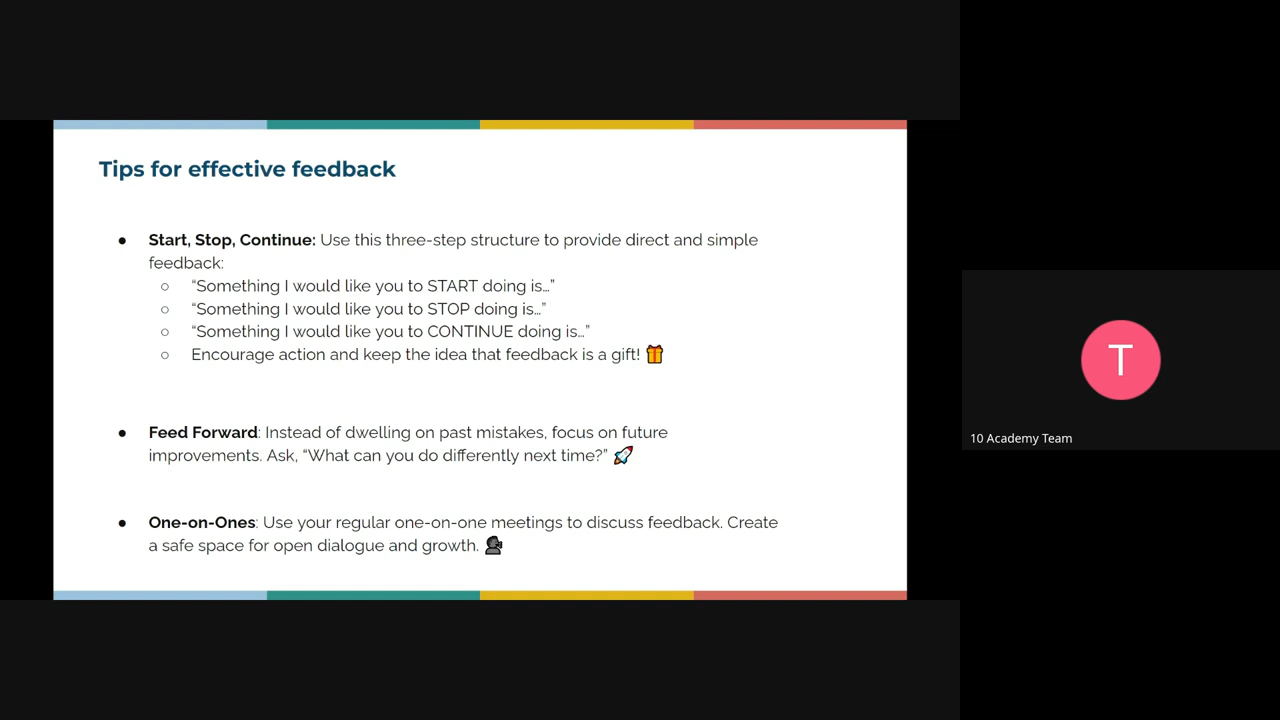 Tips for effective feedback
● Start, Stop, Continue: Use this three-step structure to provide direct and simple
feedback:
○ “Something I would like you to START doing is…”
○ “Something I would like you to STOP doing is…”
○ “Something I would like you to CONTINUE doing is…”
○ Encourage action and keep the idea that feedback is a gift! 🎁
● Feed Forward: Instead of dwelling on past mistakes, focus on future
improvements. Ask, “What can you do differently next time?” 🚀
● One-on-Ones: Use your regular one-on-one meetings to discuss feedback. Create
a safe space for open dialogue and growth. 🗣
T
10 Academy Team